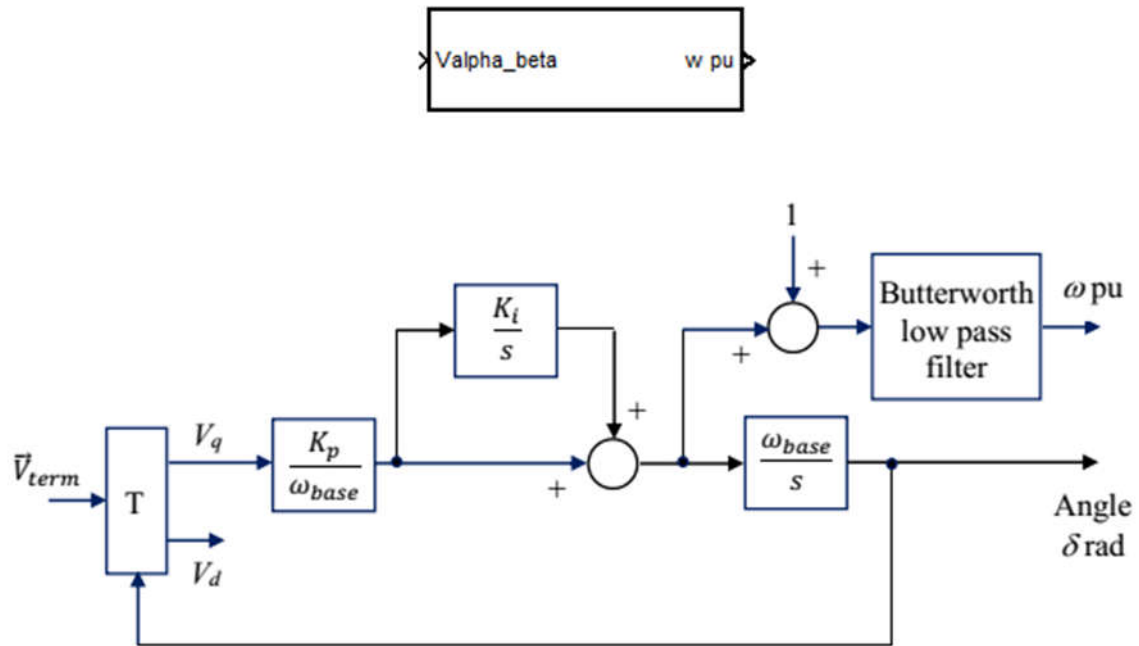 Valpha_beta w pu
1
+
Butterworth
low pass
filter
ω pu
K_i
s
+
+
V⃗_term
T
V_q
V_d
K_p
ω_base
+
ω_base
s
Angle
δ rad